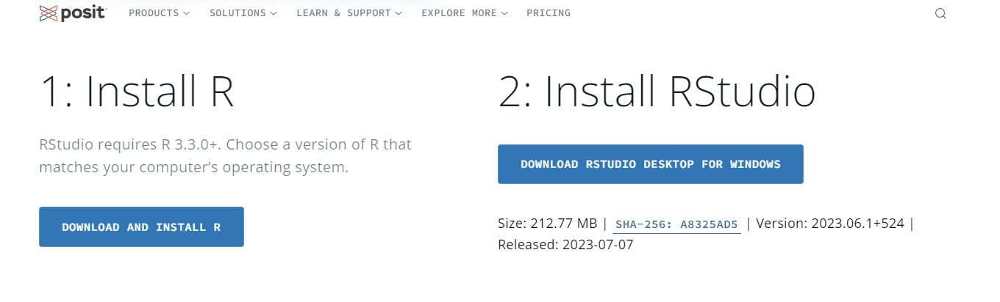 posit
PRODUCTS
SOLUTIONS
LEARN & SUPPORT
EXPLORE MORE
PRICING
1: Install R
RStudio requires R 3.3.0+. Choose a version of R that
matches your computer’s operating system.
DOWNLOAD AND INSTALL R
2: Install RStudio
DOWNLOAD RSTUDIO DESKTOP FOR WINDOWS
Size: 212.77 MB | SHA-256: A8325AD5 | Version: 2023.06.1+524 |
Released: 2023-07-07